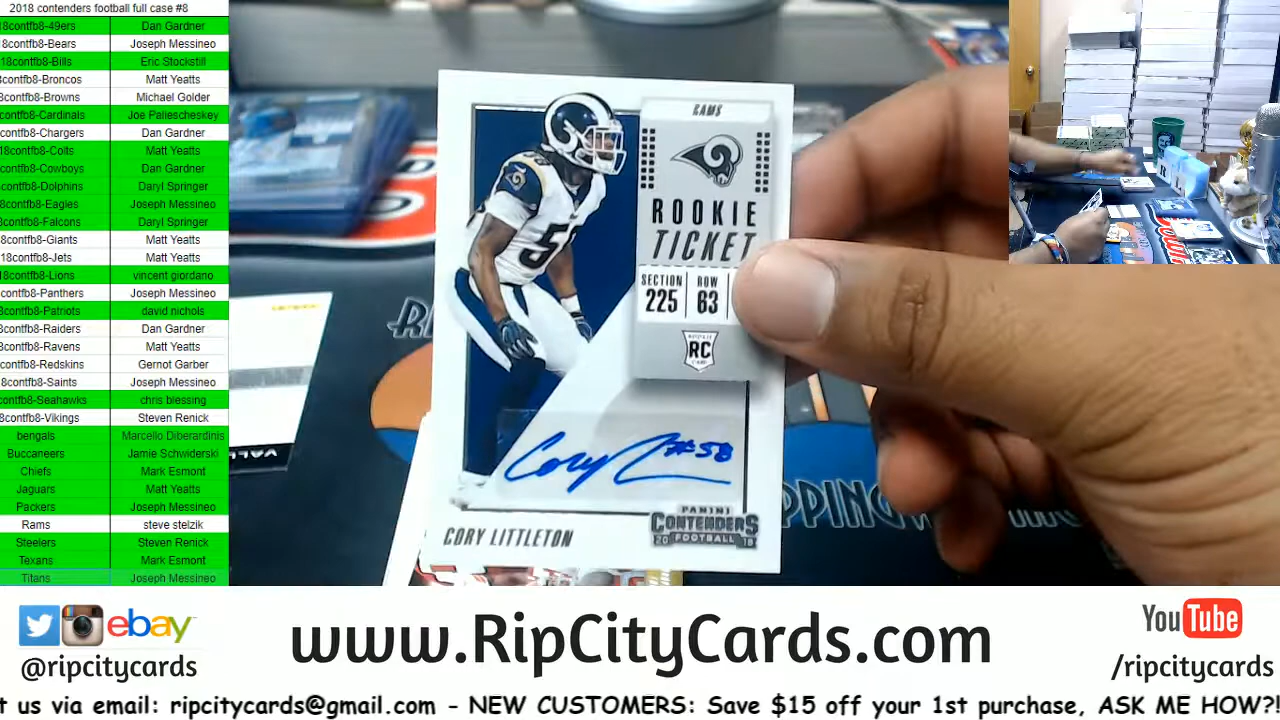 2018 contenders football full case #8
18contfb8-49ers Dan Gardner
8contfb8-Bears Joseph Messineo
18contfb8-Bills Eric Stockstill
contfb8-Broncos Matt Yeatts
8contfb8-Browns Michael Golder
contfb8-Cardinals Joe Paliescheskey
contfb8-Chargers Dan Gardner
18contfb8-Colts Matt Yeatts
contfb8-Cowboys Dan Gardner
contfb8-Dolphins Daryl Springer
8contfb8-Eagles Joseph Messineo
8contfb8-Falcons Daryl Springer
8contfb8-Giants Matt Yeatts
18contfb8-Jets Matt Yeatts
18contfb8-Lions vincent giordano
contfb8-Panthers Joseph Messineo
8contfb8-Patriots david nichols
8contfb8-Raiders Dan Gardner
8contfb8-Ravens Matt Yeatts
contfb8-Redskins Gernot Garber
8contfb8-Saints Joseph Messineo
contfb8-Seahawks chris blessing
8contfb8-Vikings Steven Renick
bengals Marcello Diberardinis
Buccaneers Jamie Schwiderski
Chiefs Mark Esmont
Jaguars Matt Yeatts
Packers Joseph Messineo
Rams steve stelzik
Steelers Steven Renick
Texans Mark Esmont
Titans Joseph Messineo
RAMS
ROOKIE
TICKET
SECTION ROW
225 63
ROOKIE
RC
CARD
58
Cory #58
PANINI
CONTENDERS
2018 FOOTBALL
CORY LITTLETON
ebay
@ripcitycards
www.RipCityCards.com
YouTube
/ripcitycards
t us via email: ripcitycards@gmail.com - NEW CUSTOMERS: Save $15 off your 1st purchase, ASK ME HOW?!